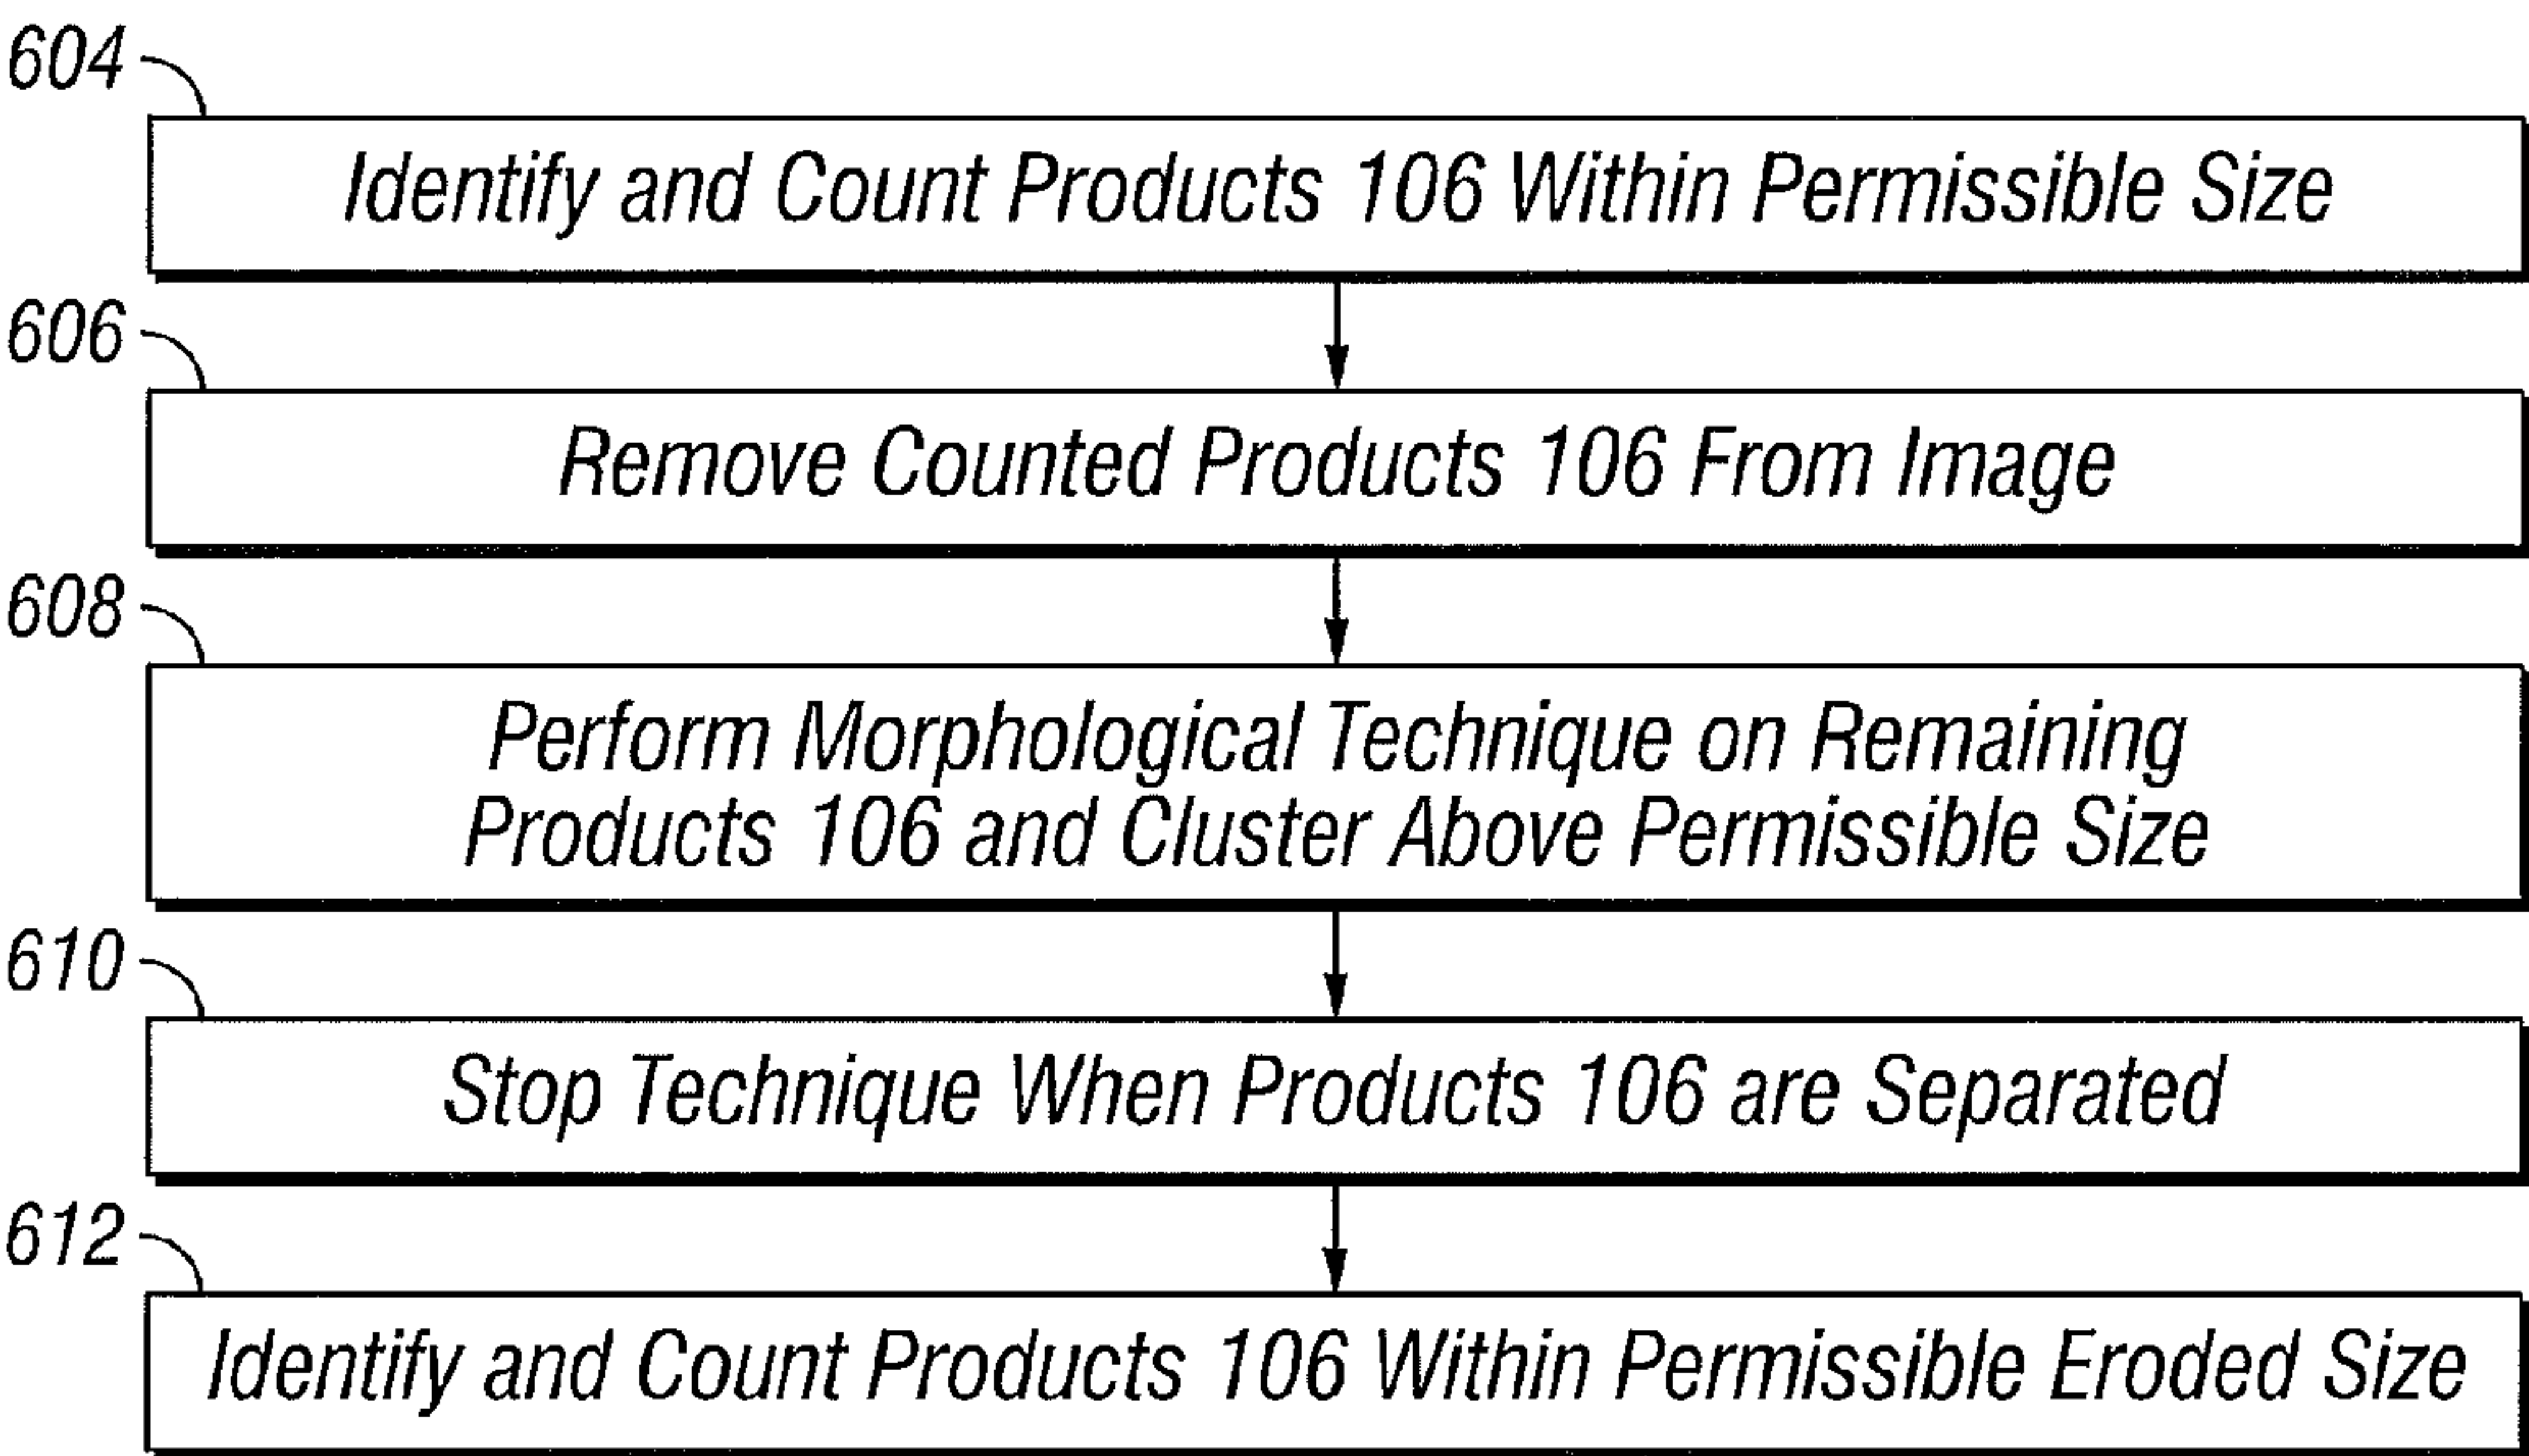 604
Identify and Count Products 106 Within Permissible Size
606
Remove Counted Products 106 From Image
608
Perform Morphological Technique on Remaining
Products 106 and Cluster Above Permissible Size
610
Stop Technique When Products 106 are Separated
612
Identify and Count Products 106 Within Permissible Eroded Size